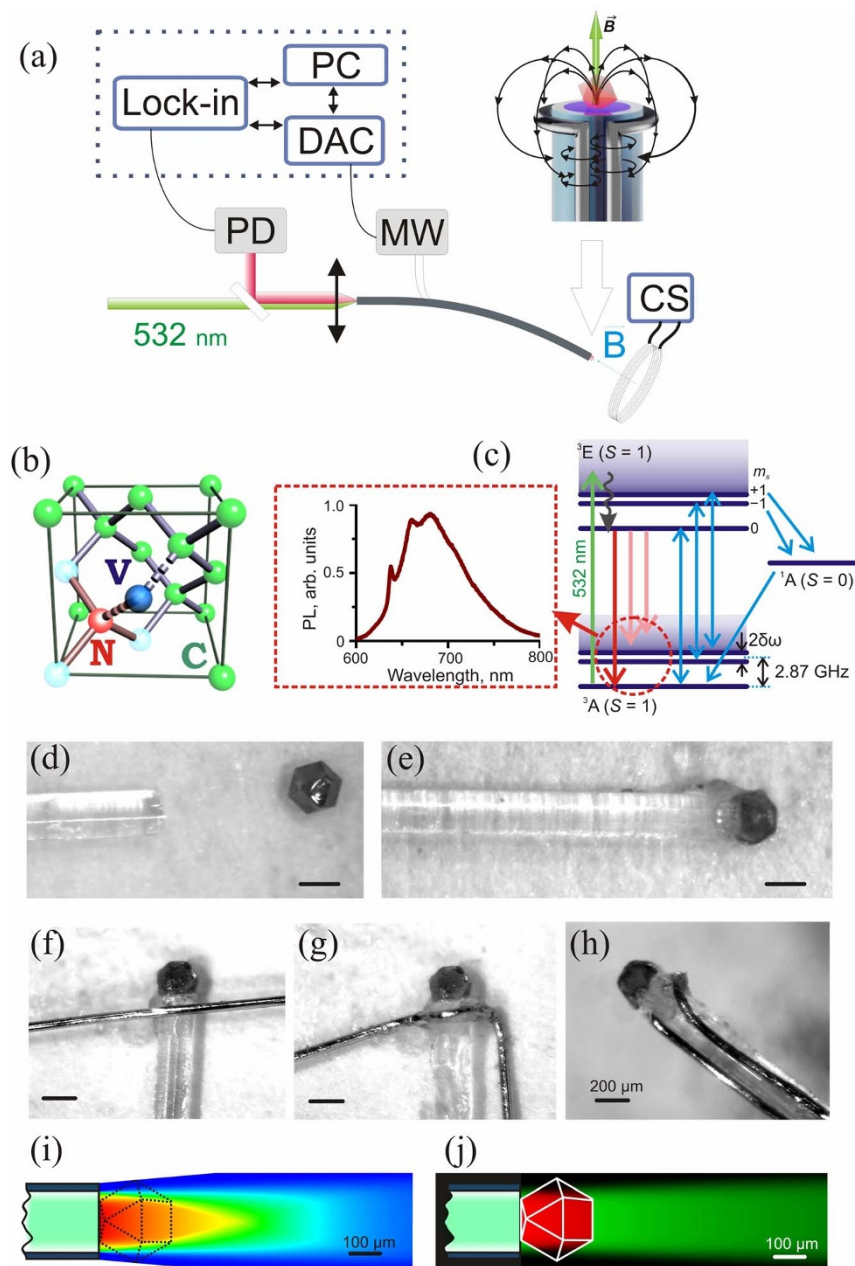 (a)
B
PC
Lock-in
DAC
PD
MW
CS
532 nm
B
(b)
(c)
V
N
C
PL, arb. units
1.0
0.5
0
600
700
800
Wavelength, nm
³E (S = 1)
mₛ
+1
−1
0
532 nm
¹A (S = 0)
2δω
2.87 GHz
³A (S = 1)
(d)
(e)
(f)
(g)
(h)
200 µm
(i)
(j)
100 µm
100 µm